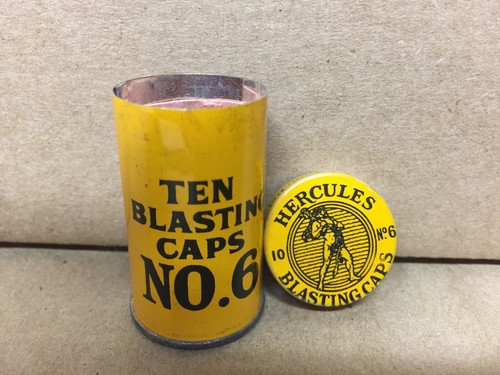 TEN
BLASTING
CAPS
NO.6
HERCULES
10
Nº6
BLASTING CAPS